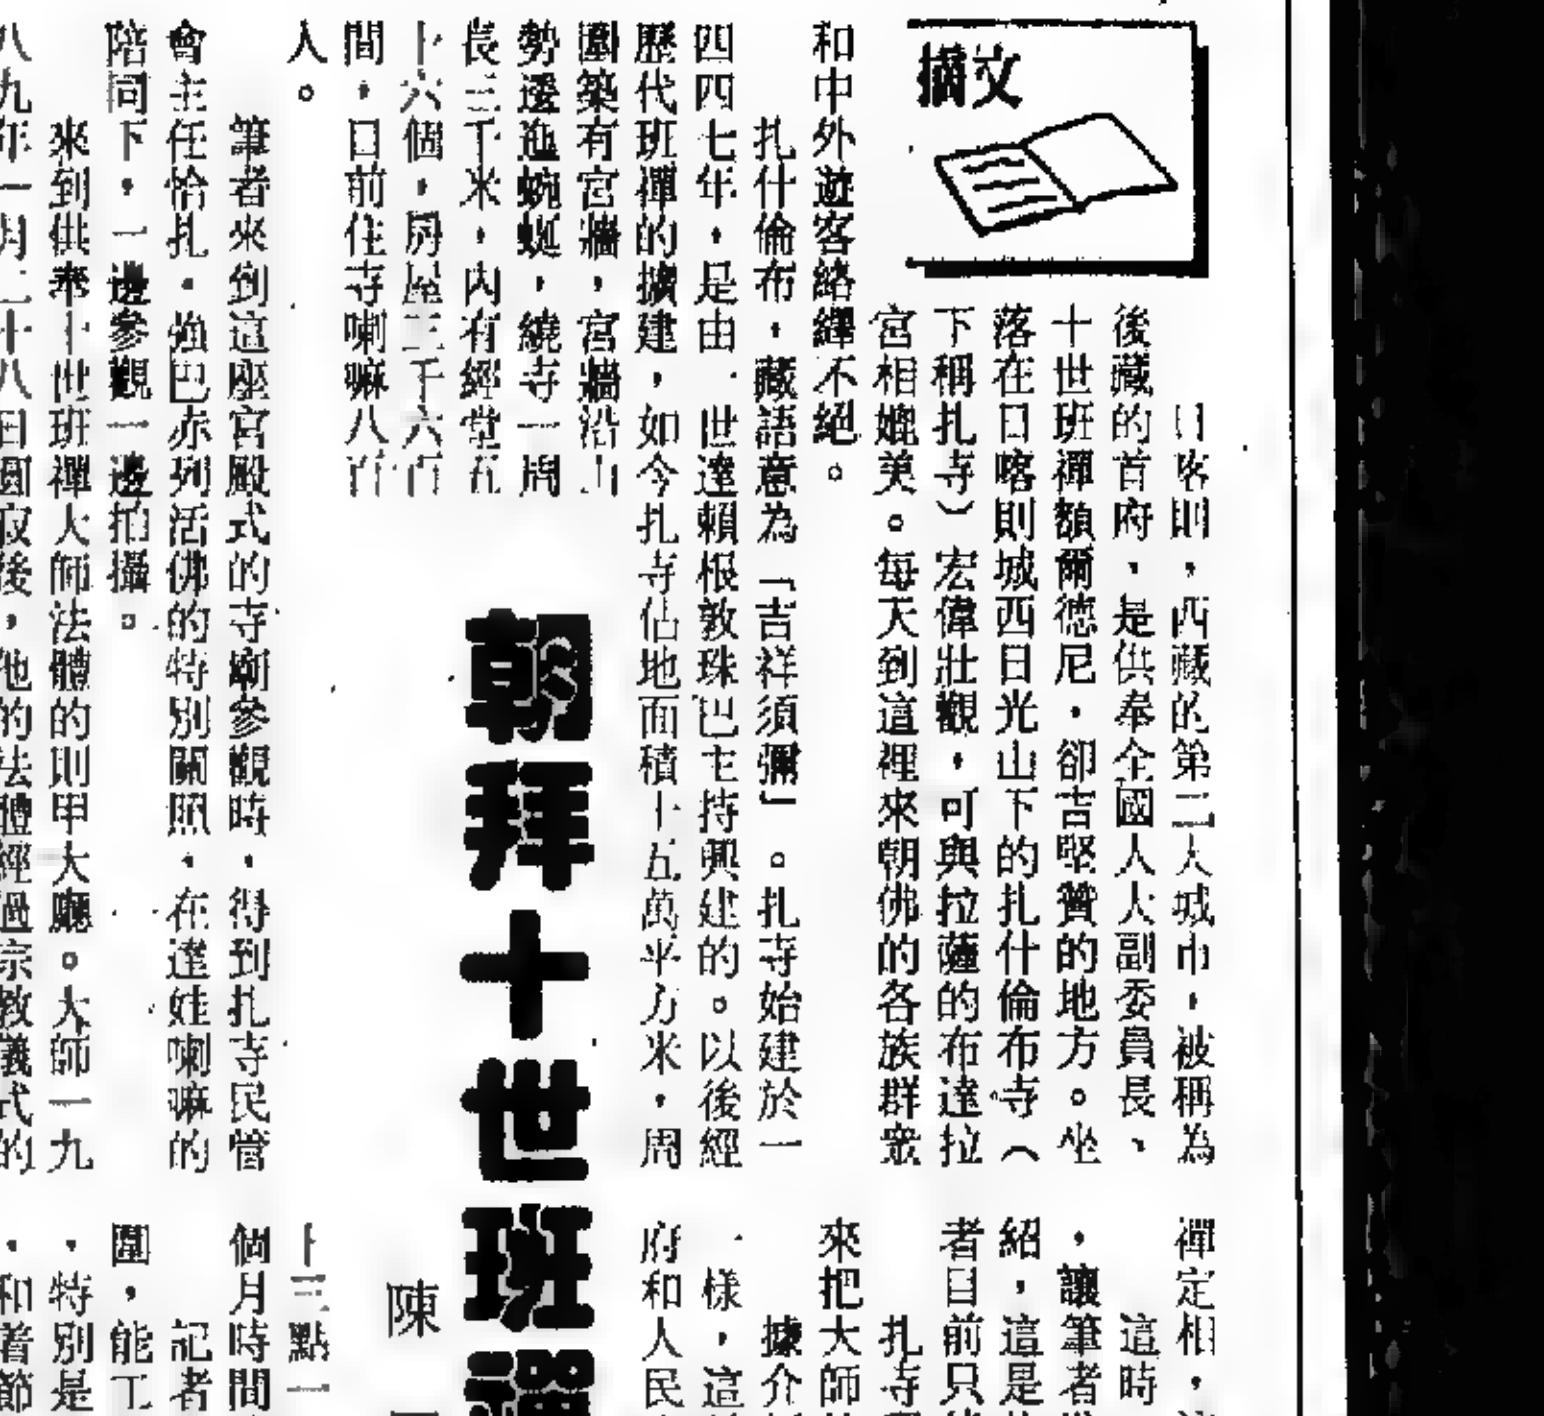 文摘
日喀則，西藏的第二大城市，被稱為
後藏的首府，是供奉全國人大副委員長、
十世班禪額爾德尼·卻吉堅贊的地方。坐
落在日喀則城西日光山下的扎什倫布寺（
下稱扎寺）宏偉壯觀，可與拉薩的布達拉
宮相媲美。每天到這裡來朝佛的各族群衆
和中外遊客絡繹不絕。
扎什倫布，藏語意為「吉祥須彌」。扎寺始建於一
四四七年，是由一世達賴根敦珠巴主持興建的。以後經
歷代班禪的擴建，如今扎寺佔地面積十五萬平方米，周
圍築有宮牆，宮牆沿山
勢逶迤蜿蜒，繞寺一周
長三千米，內有經堂五
十六個，房屋三千六百
間，目前住寺喇嘛八百
人。
筆者來到這座宮殿式的寺廟參觀時，得到扎寺民管
會主任恰扎·強巴赤列活佛的特別關照，在達娃喇嘛的
陪同下，一邊參觀一邊拍攝。
來到供奉十世班禪大師法體的則甲大廳。大師一九
八九年一月二十八日圓寂後，他的法體經過宗教儀式的
朝拜十世班禪
陳
禪定相，
這時
，讓筆者
紹，這是
者目前只
扎寺
來把大師
據介
一樣，這
府和人民
十三點一
個月時間
記者
圍，能工
，特別是
，和着節